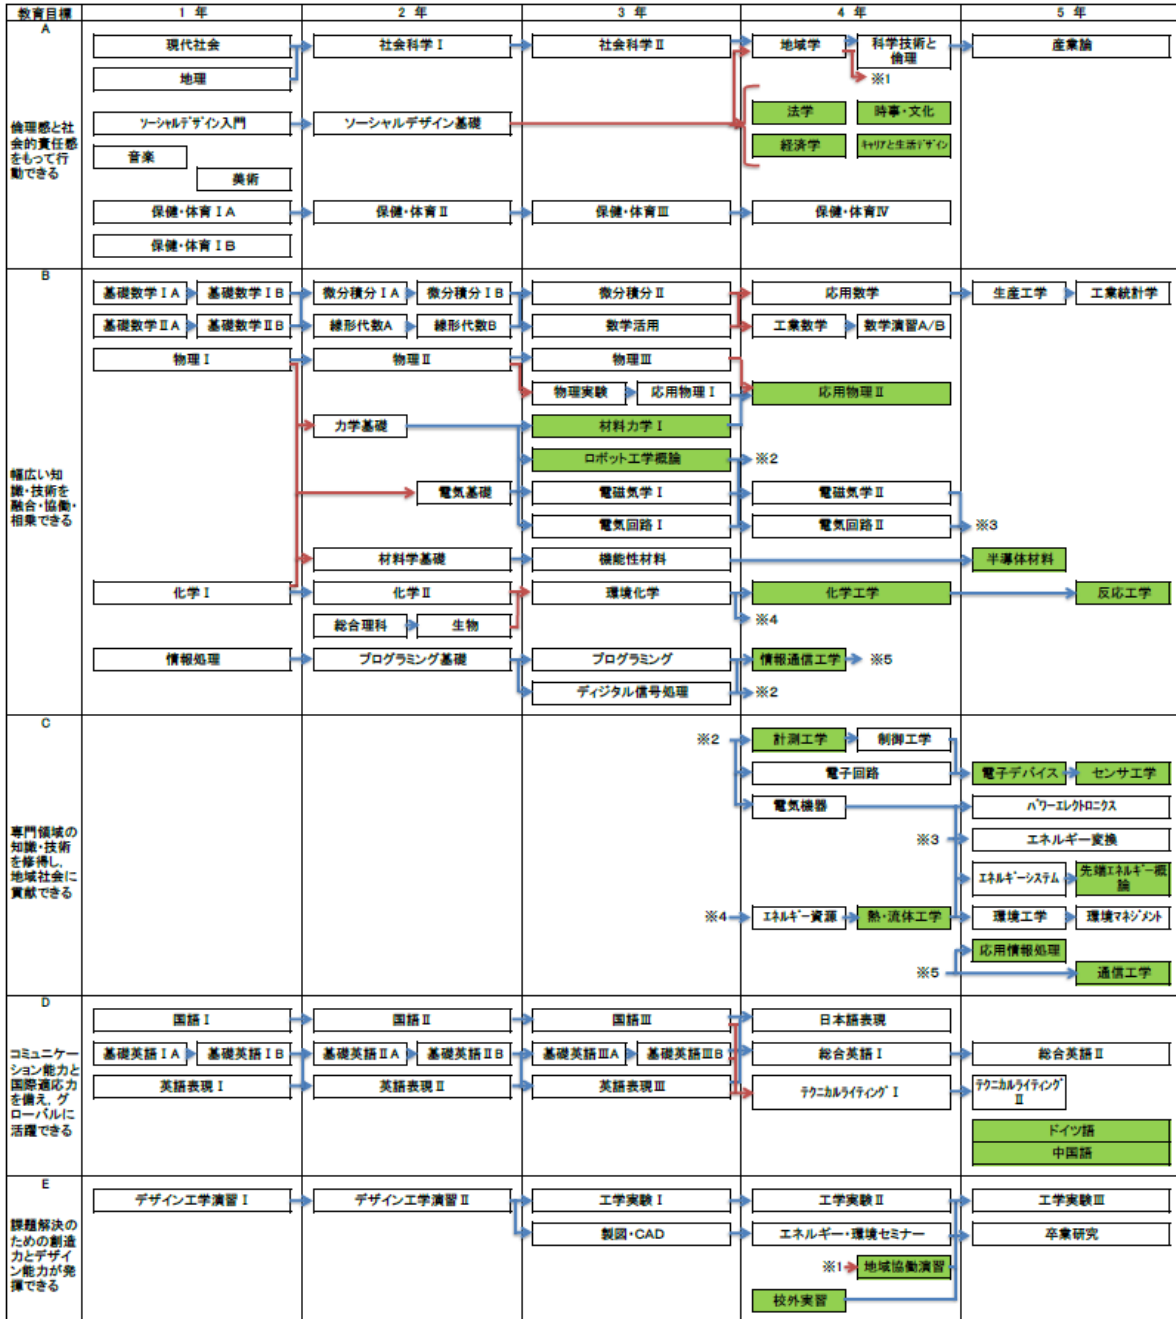 教育目標 1 年 2 年 3 年 4 年 5 年
A
倫理感と社
会的責任感
をもって行
動できる
現代社会 社会科学Ⅰ 社会科学Ⅱ 地域学 科学技術と
倫理 産業論
地理 ※1
ソーシャルデザイン入門 ソーシャルデザイン基礎 法学 時事・文化
音楽 経済学 キャリアと生活デザイン
美術
保健・体育ⅠA 保健・体育Ⅱ 保健・体育Ⅲ 保健・体育Ⅳ
保健・体育ⅠB
B
幅広い知
識・技術を
融合・協働・
相乗できる
基礎数学ⅠA 基礎数学ⅠB 微分積分ⅠA 微分積分ⅠB 微分積分Ⅱ 応用数学 生産工学 工業統計学
基礎数学ⅡA 基礎数学ⅡB 線形代数A 線形代数B 数学活用 工業数学 数学演習A/B
物理Ⅰ 物理Ⅱ 物理Ⅲ
物理実験 応用物理Ⅰ 応用物理Ⅱ
力学基礎 材料力学Ⅰ
ロボット工学概論 ※2
電気基礎 電磁気学Ⅰ 電磁気学Ⅱ
電気回路Ⅰ 電気回路Ⅱ ※3
材料学基礎 機能性材料 半導体材料
化学Ⅰ 化学Ⅱ 環境化学 化学工学 反応工学
総合理科 生物 ※4
情報処理 プログラミング基礎 プログラミング 情報通信工学 ※5
ディジタル信号処理 ※2
C
専門領域の
知識・技術
を修得し,
地域社会に
貢献できる
※2 計測工学 制御工学
電子回路 電子デバイス センサ工学
電気機器 パワーエレクトロニクス
※3 エネルギー変換
エネルギーシステム 先端エネルギー概
論
※4 エネルギー資源 熱・流体工学 環境工学 環境マネジメント
応用情報処理
※5 通信工学
D
コミュニケー
ション能力と
国際適応力
を備え, グ
ローバルに
活躍できる
国語Ⅰ 国語Ⅱ 国語Ⅲ 日本語表現
基礎英語ⅠA 基礎英語ⅠB 基礎英語ⅡA 基礎英語ⅡB 基礎英語ⅢA 基礎英語ⅢB 総合英語Ⅰ 総合英語Ⅱ
英語表現Ⅰ 英語表現Ⅱ 英語表現Ⅲ テクニカルライティングⅠ テクニカルライティング
Ⅱ
ドイツ語
中国語
E
課題解決の
ための創造
力とデザイ
ン能力が発
揮できる
デザイン工学演習Ⅰ デザイン工学演習Ⅱ 工学実験Ⅰ 工学実験Ⅱ 工学実験Ⅲ
製図・CAD エネルギー・環境セミナー 卒業研究
※1 地域協働演習
校外実習